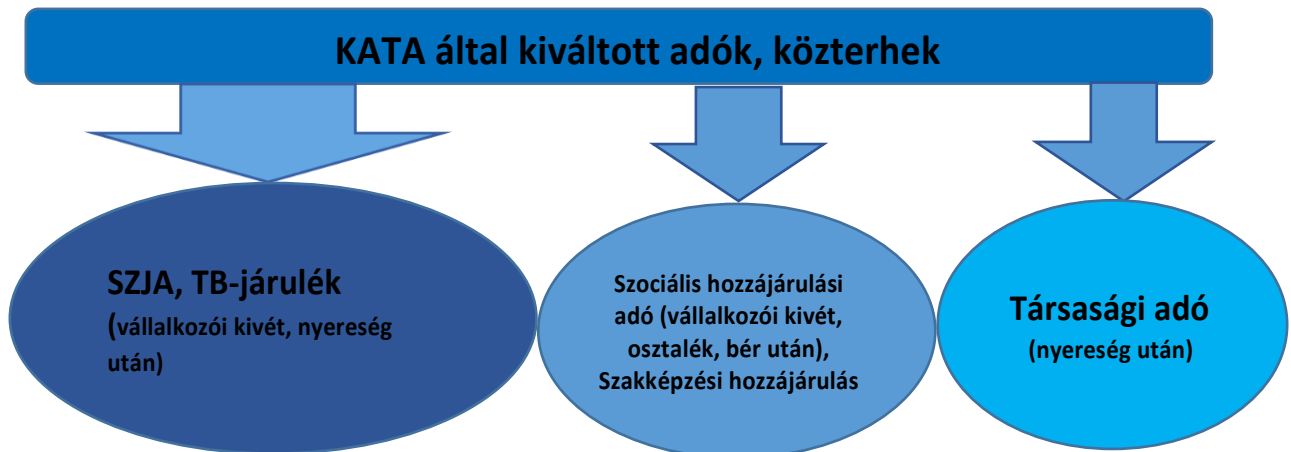 KATA által kiváltott adók, közterhek
SZJA, TB-járulék
(vállalkozói kivét, nyereség
után)
Szociális hozzájárulási
adó (vállalkozói kivét,
osztalék, bér után),
Szakképzési hozzájárulás
Társasági adó
(nyereség után)